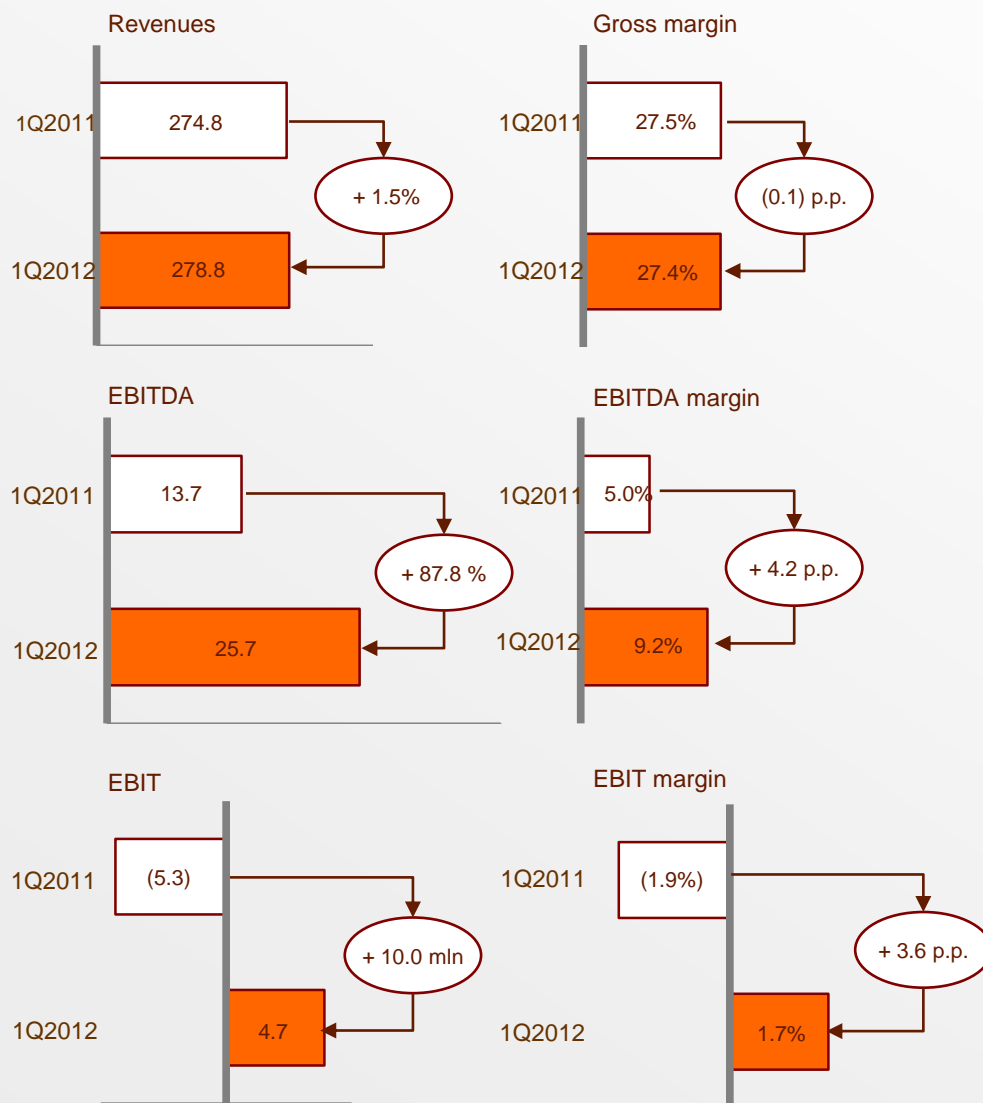 Revenues
1Q2011
274.8
+ 1.5%
1Q2012
278.8
Gross margin
1Q2011
27.5%
(0.1) p.p.
1Q2012
27.4%
EBITDA
1Q2011
13.7
+ 87.8 %
1Q2012
25.7
EBITDA margin
1Q2011
5.0%
+ 4.2 p.p.
1Q2012
9.2%
EBIT
1Q2011
(5.3)
+ 10.0 mln
1Q2012
4.7
EBIT margin
1Q2011
(1.9%)
+ 3.6 p.p.
1Q2012
1.7%